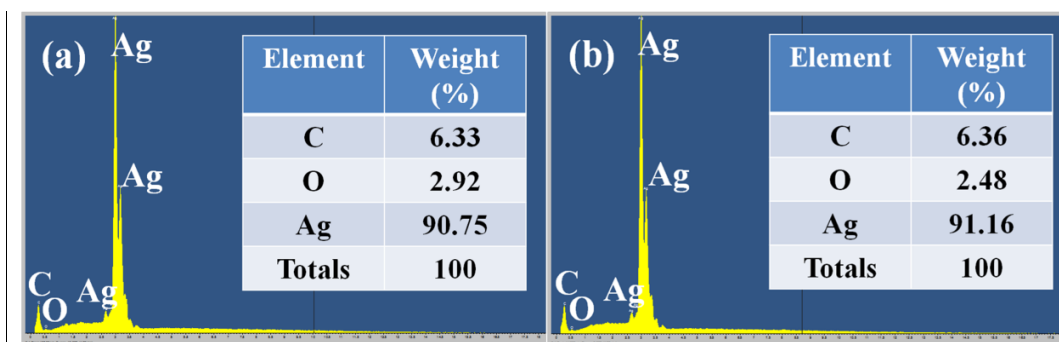 (a)
Ag
Element Weight (%)
C 6.33
O 2.92
Ag 90.75
Totals 100
Ag
C
O
Ag
(b)
Ag
Element Weight (%)
C 6.36
O 2.48
Ag 91.16
Totals 100
Ag
C
O
Ag